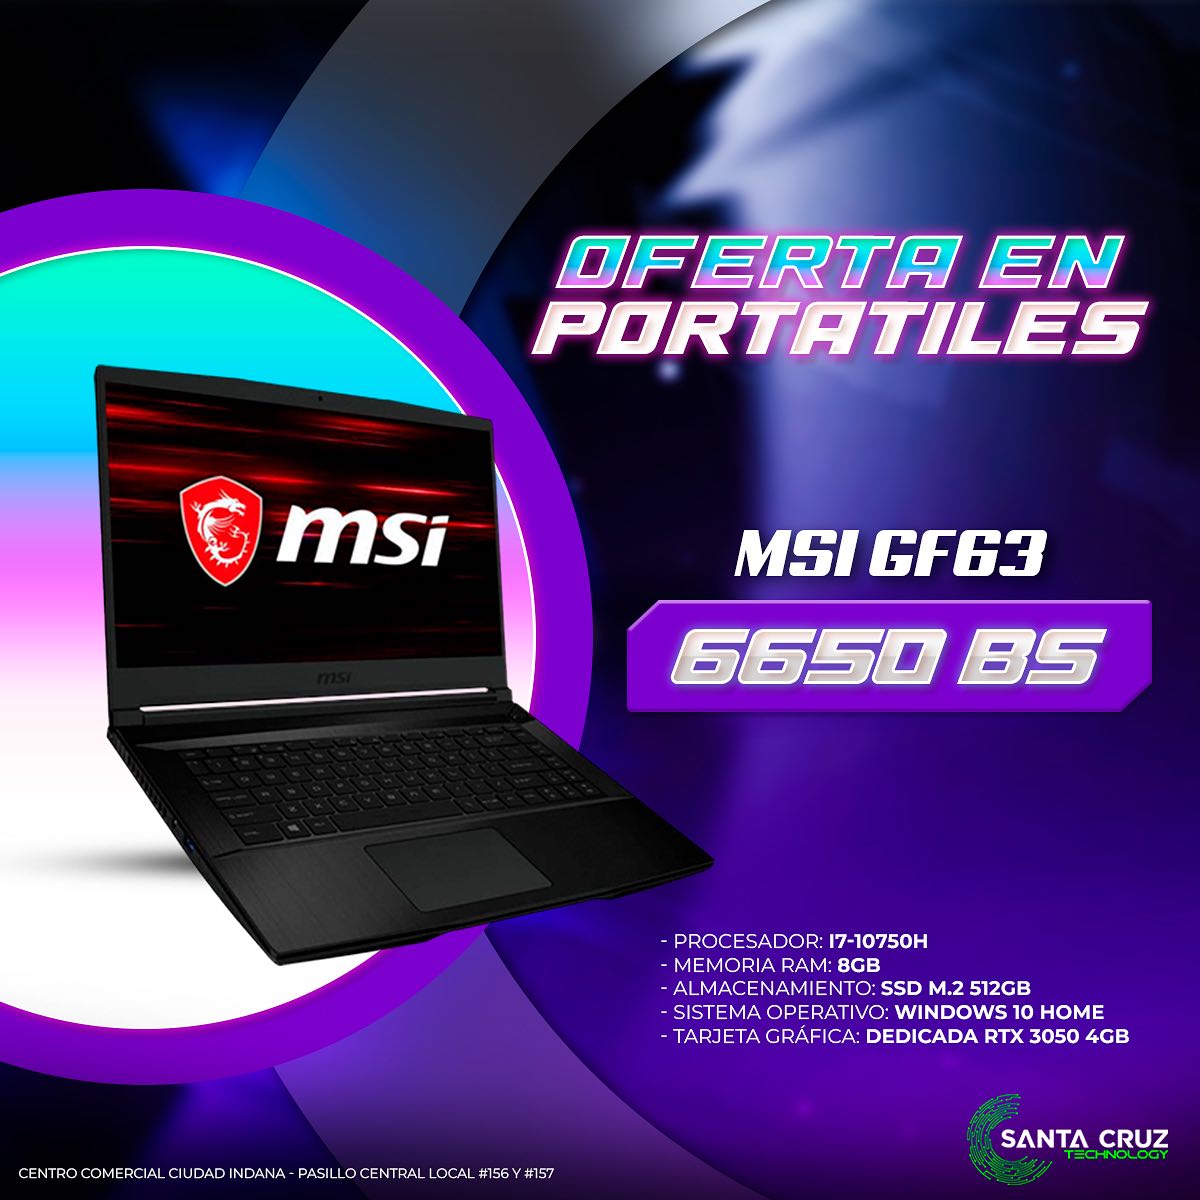 OFERTA EN
PORTATILES
msi
msi
MSI GF63
6650 BS
- PROCESADOR: I7-10750H
- MEMORIA RAM: 8GB
- ALMACENAMIENTO: SSD M.2 512GB
- SISTEMA OPERATIVO: WINDOWS 10 HOME
- TARJETA GRÁFICA: DEDICADA RTX 3050 4GB
SANTA CRUZ
TECHNOLOGY
CENTRO COMERCIAL CIUDAD INDANA - PASILLO CENTRAL LOCAL #156 Y #157